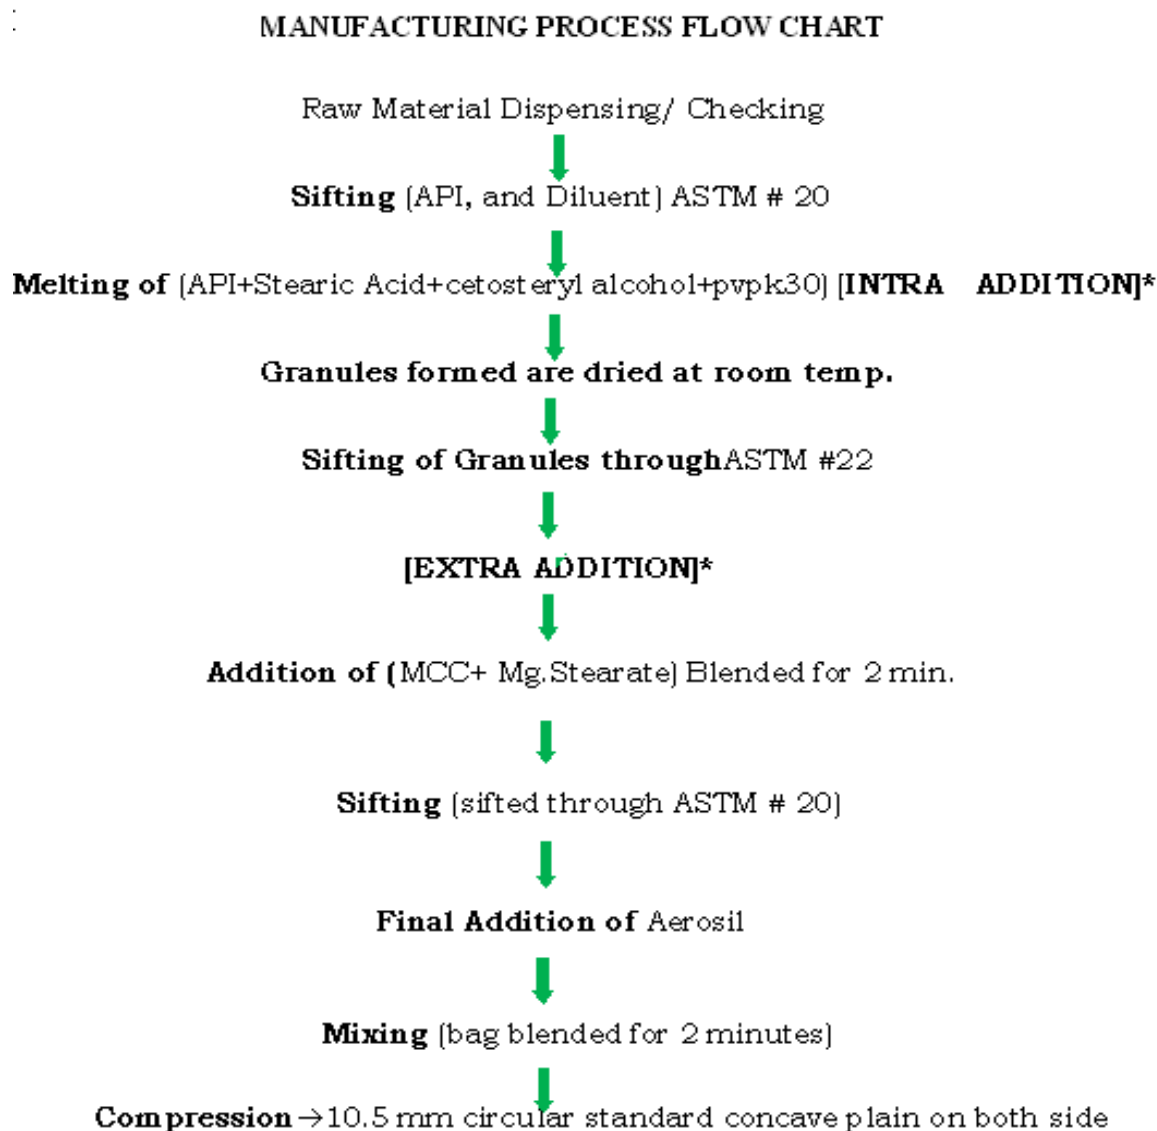 MANUFACTURING PROCESS FLOW CHART
Raw Material Dispensing/ Checking
Sifting (API, and Diluent) ASTM # 20
Melting of (API+Stearic Acid+cetosteryl alcohol+pvpk30) [INTRA ADDITION]*
Granules formed are dried at room temp.
Sifting of Granules throughASTM #22
[EXTRA ADDITION]*
Addition of (MCC+ Mg.Stearate) Blended for 2 min.
Sifting (sifted through ASTM # 20)
Final Addition of Aerosil
Mixing (bag blended for 2 minutes)
Compression→10.5 mm circular standard concave plain on both side